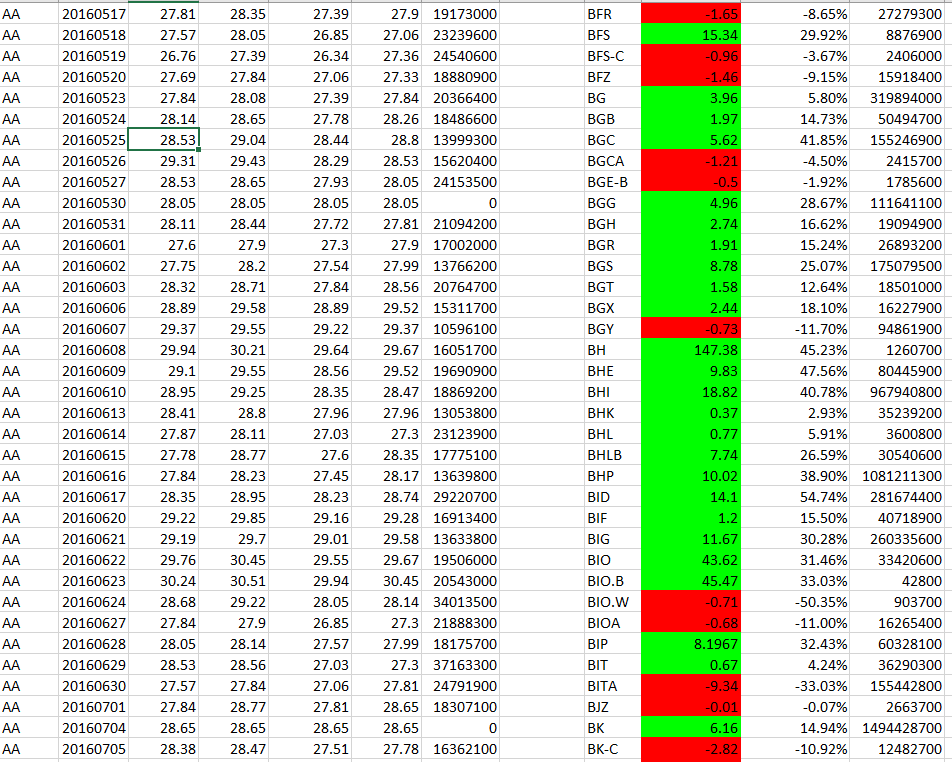 AA 20160517 27.81 28.35 27.39 27.9 19173000 BFR -1.65 -8.65% 27279300
AA 20160518 27.57 28.05 26.85 27.06 23239600 BFS 15.34 29.92% 8876900
AA 20160519 26.76 27.39 26.34 27.36 24540600 BFS-C -0.96 -3.67% 2406000
AA 20160520 27.69 27.84 27.06 27.33 18880900 BFZ -1.46 -9.15% 15918400
AA 20160523 27.84 28.08 27.39 27.84 20366400 BG 3.96 5.80% 319894000
AA 20160524 28.14 28.65 27.78 28.26 18486600 BGB 1.97 14.73% 50494700
AA 20160525 28.53 29.04 28.44 28.8 13999300 BGC 5.62 41.85% 155246900
AA 20160526 29.31 29.43 28.29 28.53 15620400 BGCA -1.21 -4.50% 2415700
AA 20160527 28.53 28.65 27.93 28.05 24153500 BGE-B -0.5 -1.92% 1785600
AA 20160530 28.05 28.05 28.05 28.05 0 BGG 4.96 28.67% 111641100
AA 20160531 28.11 28.44 27.72 27.81 21094200 BGH 2.74 16.62% 19094900
AA 20160601 27.6 27.9 27.3 27.9 17002000 BGR 1.91 15.24% 26893200
AA 20160602 27.75 28.2 27.54 27.99 13766200 BGS 8.78 25.07% 175079500
AA 20160603 28.32 28.71 27.84 28.56 20764700 BGT 1.58 12.64% 18501000
AA 20160606 28.89 29.58 28.89 29.52 15311700 BGX 2.44 18.10% 16227900
AA 20160607 29.37 29.55 29.22 29.37 10596100 BGY -0.73 -11.70% 94861900
AA 20160608 29.94 30.21 29.64 29.67 16051700 BH 147.38 45.23% 1260700
AA 20160609 29.1 29.55 28.56 29.52 19690900 BHE 9.83 47.56% 80445900
AA 20160610 28.95 29.25 28.35 28.47 18869200 BHI 18.82 40.78% 967940800
AA 20160613 28.41 28.8 27.96 27.96 13053800 BHK 0.37 2.93% 35239200
AA 20160614 27.87 28.11 27.03 27.3 23123900 BHL 0.77 5.91% 3600800
AA 20160615 27.78 28.77 27.6 28.35 17775100 BHLB 7.74 26.59% 30540600
AA 20160616 27.84 28.23 27.45 28.17 13639800 BHP 10.02 38.90% 1081211300
AA 20160617 28.35 28.95 28.23 28.74 29220700 BID 14.1 54.74% 281674400
AA 20160620 29.22 29.85 29.16 29.28 16913400 BIF 1.2 15.50% 40718900
AA 20160621 29.19 29.7 29.01 29.58 13633800 BIG 11.67 30.28% 260335600
AA 20160622 29.76 30.45 29.55 29.67 19506000 BIO 43.62 31.46% 33420600
AA 20160623 30.24 30.51 29.94 30.45 20543000 BIO.B 45.47 33.03% 42800
AA 20160624 28.68 29.22 28.05 28.14 34013500 BIO.W -0.71 -50.35% 903700
AA 20160627 27.84 27.9 26.85 27.3 21888300 BIOA -0.68 -11.00% 16265400
AA 20160628 28.05 28.14 27.57 27.99 18175700 BIP 8.1967 32.43% 60328100
AA 20160629 28.53 28.56 27.03 27.3 37163300 BIT 0.67 4.24% 36290300
AA 20160630 27.57 27.84 27.06 27.81 24791900 BITA -9.34 -33.03% 155442800
AA 20160701 27.84 28.77 27.81 28.65 18307100 BJZ -0.01 -0.07% 2663700
AA 20160704 28.65 28.65 28.65 28.65 0 BK 6.16 14.94% 1494428700
AA 20160705 28.38 28.47 27.51 27.78 16362100 BK-C -2.82 -10.92% 12482700